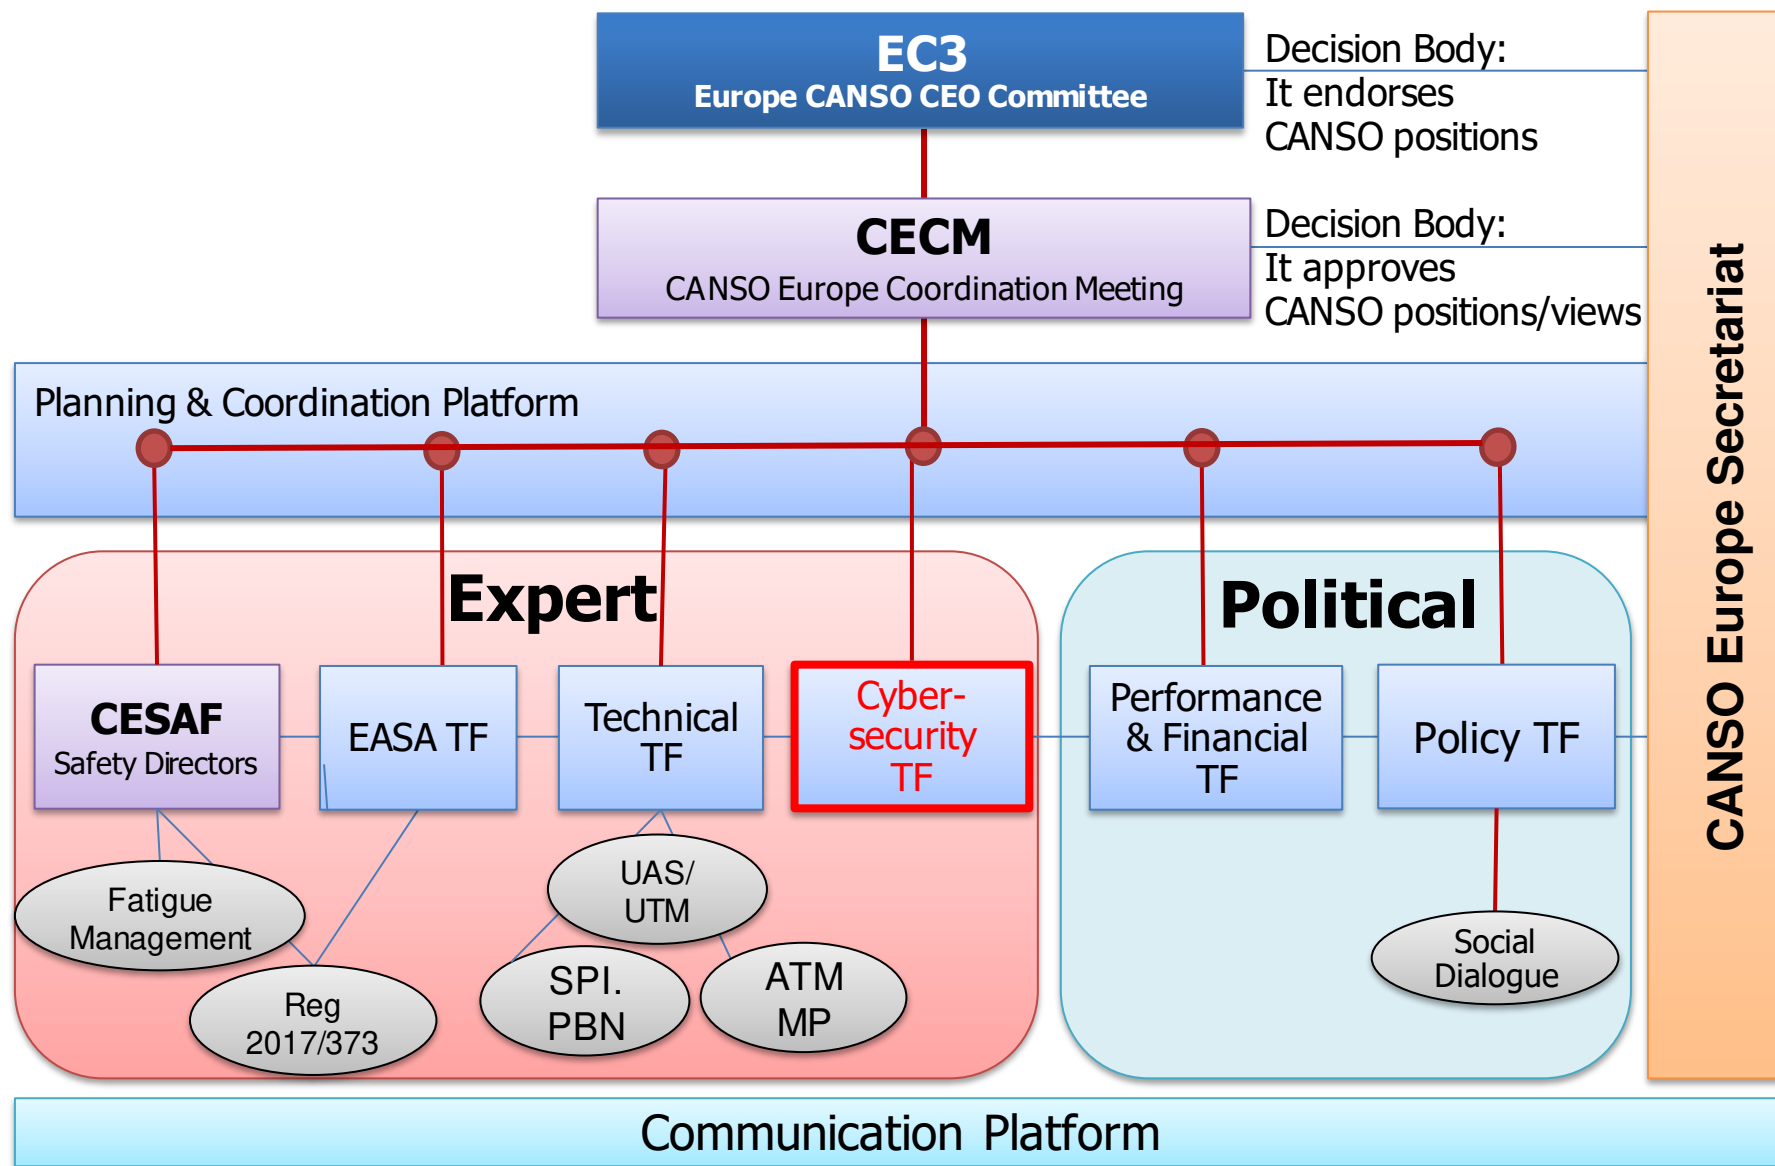 EC3
Europe CANSO CEO Committee
Decision Body:
It endorses
CANSO positions
CECM
CANSO Europe Coordination Meeting
Decision Body:
It approves
CANSO positions/views
CANSO Europe Secretariat
Planning & Coordination Platform
Expert
Political
CESAF
Safety Directors
EASA TF
Technical
TF
Cyber-
security
TF
Performance
& Financial
TF
Policy TF
Fatigue
Management
Reg
2017/373
UAS/
UTM
SPI.
PBN
ATM
MP
Social
Dialogue
Communication Platform